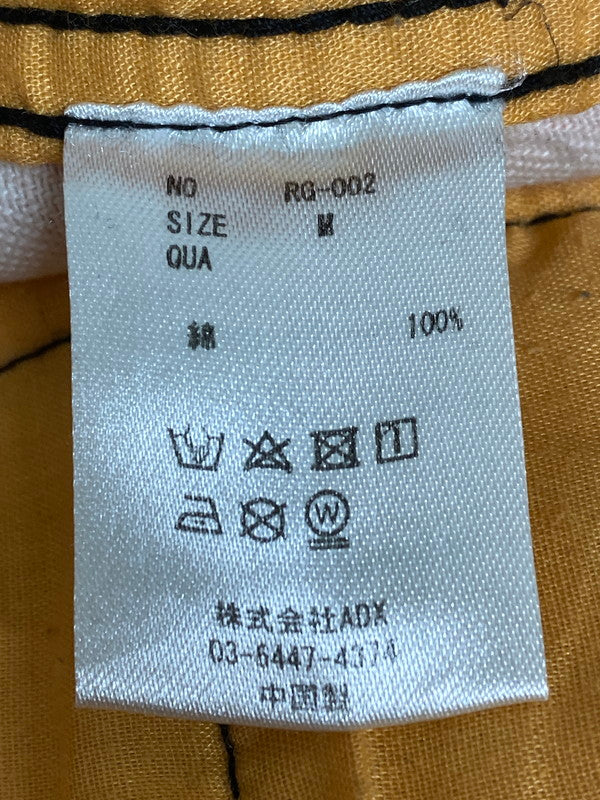 NO RG-002
SIZE M
QUA
綿 100%
W
株式会社ADX
03-6447-4374
中国製